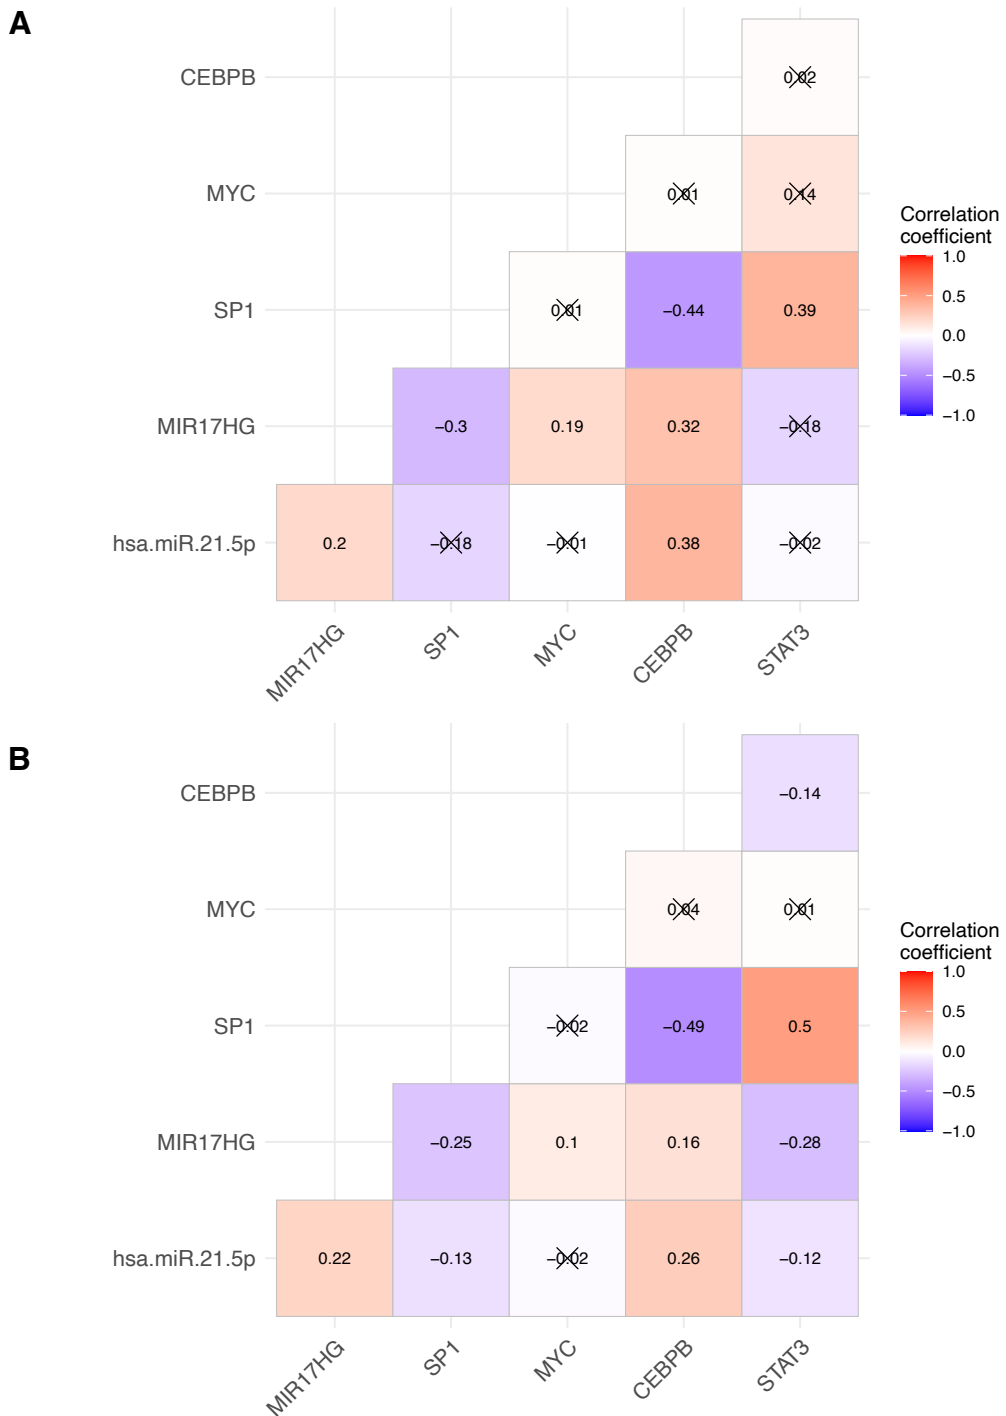 A
CEBPB
0.02
MYC
0.01
0.14
SP1
0.01
−0.44
0.39
MIR17HG
−0.3
0.19
0.32
−0.18
hsa.miR.21.5p
0.2
−0.18
−0.01
0.38
−0.02
MIR17HG
SP1
MYC
CEBPB
STAT3
Correlation
coefficient
1.0
0.5
0.0
−0.5
−1.0
B
CEBPB
−0.14
MYC
0.04
0.01
SP1
−0.02
−0.49
0.5
MIR17HG
−0.25
0.1
0.16
−0.28
hsa.miR.21.5p
0.22
−0.13
−0.02
0.26
−0.12
MIR17HG
SP1
MYC
CEBPB
STAT3
Correlation
coefficient
1.0
0.5
0.0
−0.5
−1.0